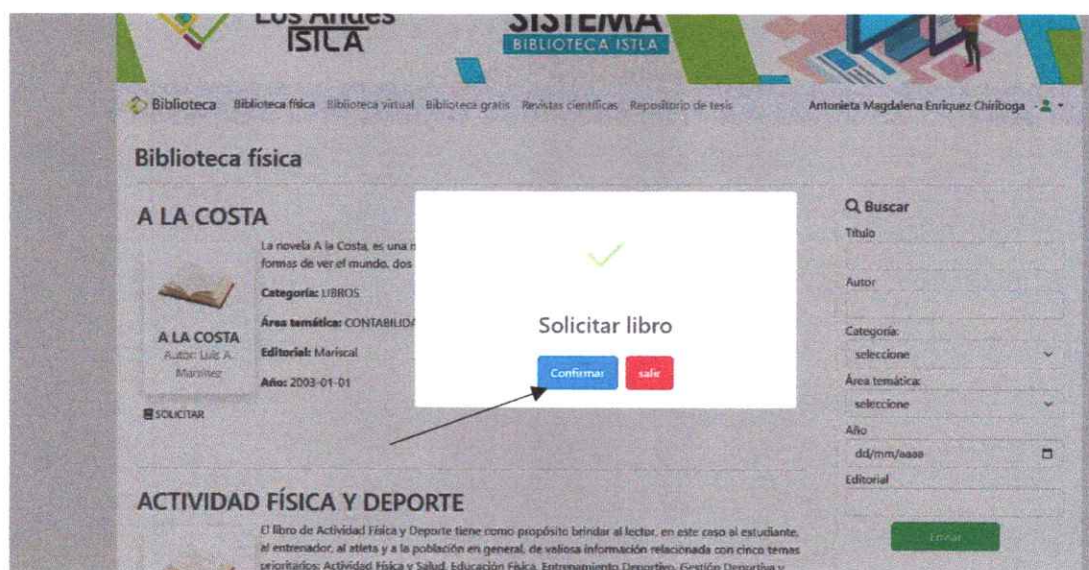 Los Andes
ISTLA
SISTEMA
BIBLIOTECA ISTLA
Biblioteca Biblioteca física Biblioteca virtual Biblioteca gratis Revistas científicas Repositorio de tesis Antonieta Magdalena Enriquez Chiriboga
Biblioteca física
A LA COSTA
La novela A la Costa, es una
formas de ver el mundo, dos
Categoría: LIBROS
Área temática: CONTABILIDA
Editorial: Mariscal
Año: 2003-01-01
A LA COSTA
Autor: Luis A.
Martínez
SOLICITAR
Solicitar libro
Confirmar salir
Buscar
Título
Autor
Categoría:
seleccione
Área temática:
seleccione
Año
dd/mm/aaaa
Editorial
Enviar
ACTIVIDAD FÍSICA Y DEPORTE
El libro de Actividad Física y Deporte tiene como propósito brindar al lector, en este caso al estudiante,
al entrenador, al atleta y a la población en general, de valiosa información relacionada con cinco temas
prioritarios: Actividad Física y Salud, Educación Física, Entrenamiento Deportivo, Gestión Deportiva y